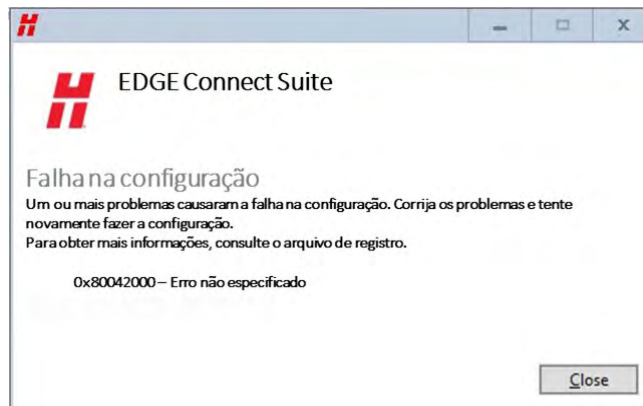 EDGE Connect Suite
Falha na configuração
Um ou mais problemas causaram a falha na configuração. Corrija os problemas e tente
novamente fazer a configuração.
Para obter mais informações, consulte o arquivo de registro.
0x80042000 – Erro não especificado
Close